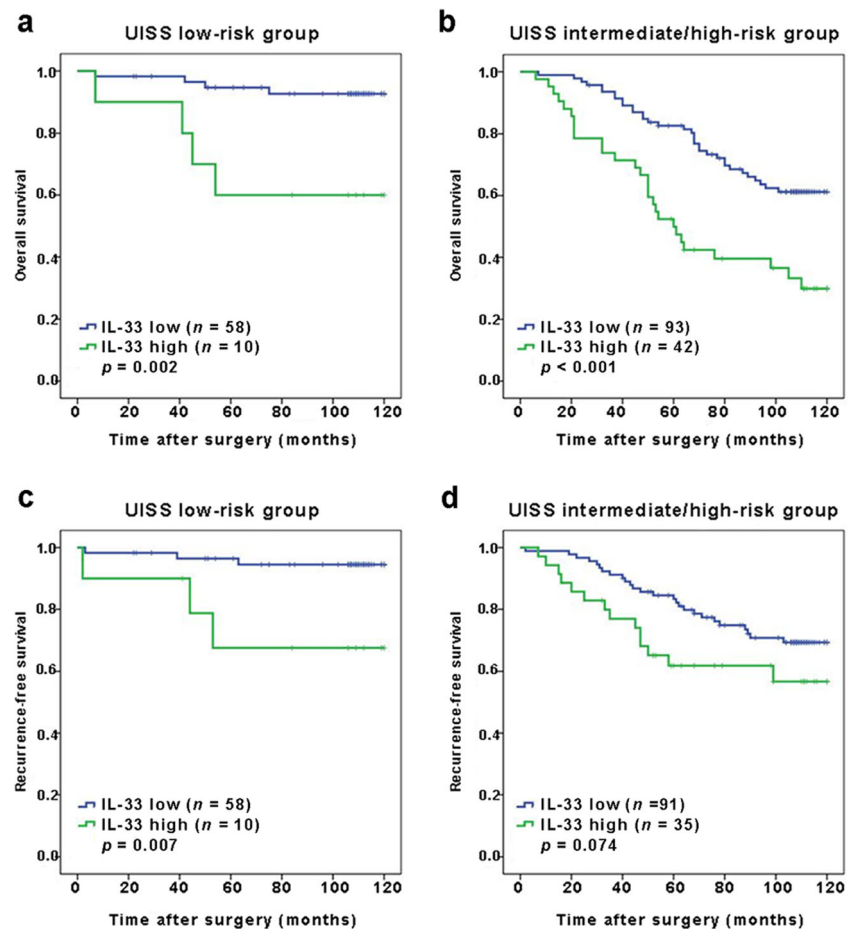 a
UISS low-risk group
Overall survival
1.0
0.8
0.6
0.4
0.2
0.0
IL-33 low (n = 58)
IL-33 high (n = 10)
p = 0.002
0 20 40 60 80 100 120
Time after surgery (months)
b
UISS intermediate/high-risk group
Overall survival
1.0
0.8
0.6
0.4
0.2
0.0
IL-33 low (n = 93)
IL-33 high (n = 42)
p < 0.001
0 20 40 60 80 100 120
Time after surgery (months)
c
UISS low-risk group
Recurrence-free survival
1.0
0.8
0.6
0.4
0.2
0.0
IL-33 low (n = 58)
IL-33 high (n = 10)
p = 0.007
0 20 40 60 80 100 120
Time after surgery (months)
d
UISS intermediate/high-risk group
Recurrence-free survival
1.0
0.8
0.6
0.4
0.2
0.0
IL-33 low (n =91)
IL-33 high (n = 35)
p = 0.074
0 20 40 60 80 100 120
Time after surgery (months)